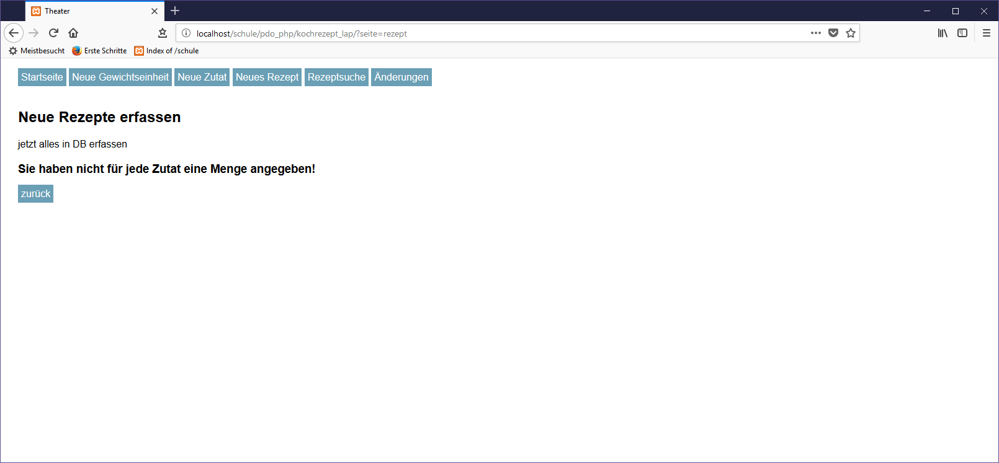 Theater
localhost/schule/pdo_php/kochrezept_lap/?seite=rezept
Meistbesucht Erste Schritte Index of /schule
Startseite Neue Gewichtseinheit Neue Zutat Neues Rezept Rezeptsuche Änderungen
Neue Rezepte erfassen
jetzt alles in DB erfassen
Sie haben nicht für jede Zutat eine Menge angegeben!
zurück